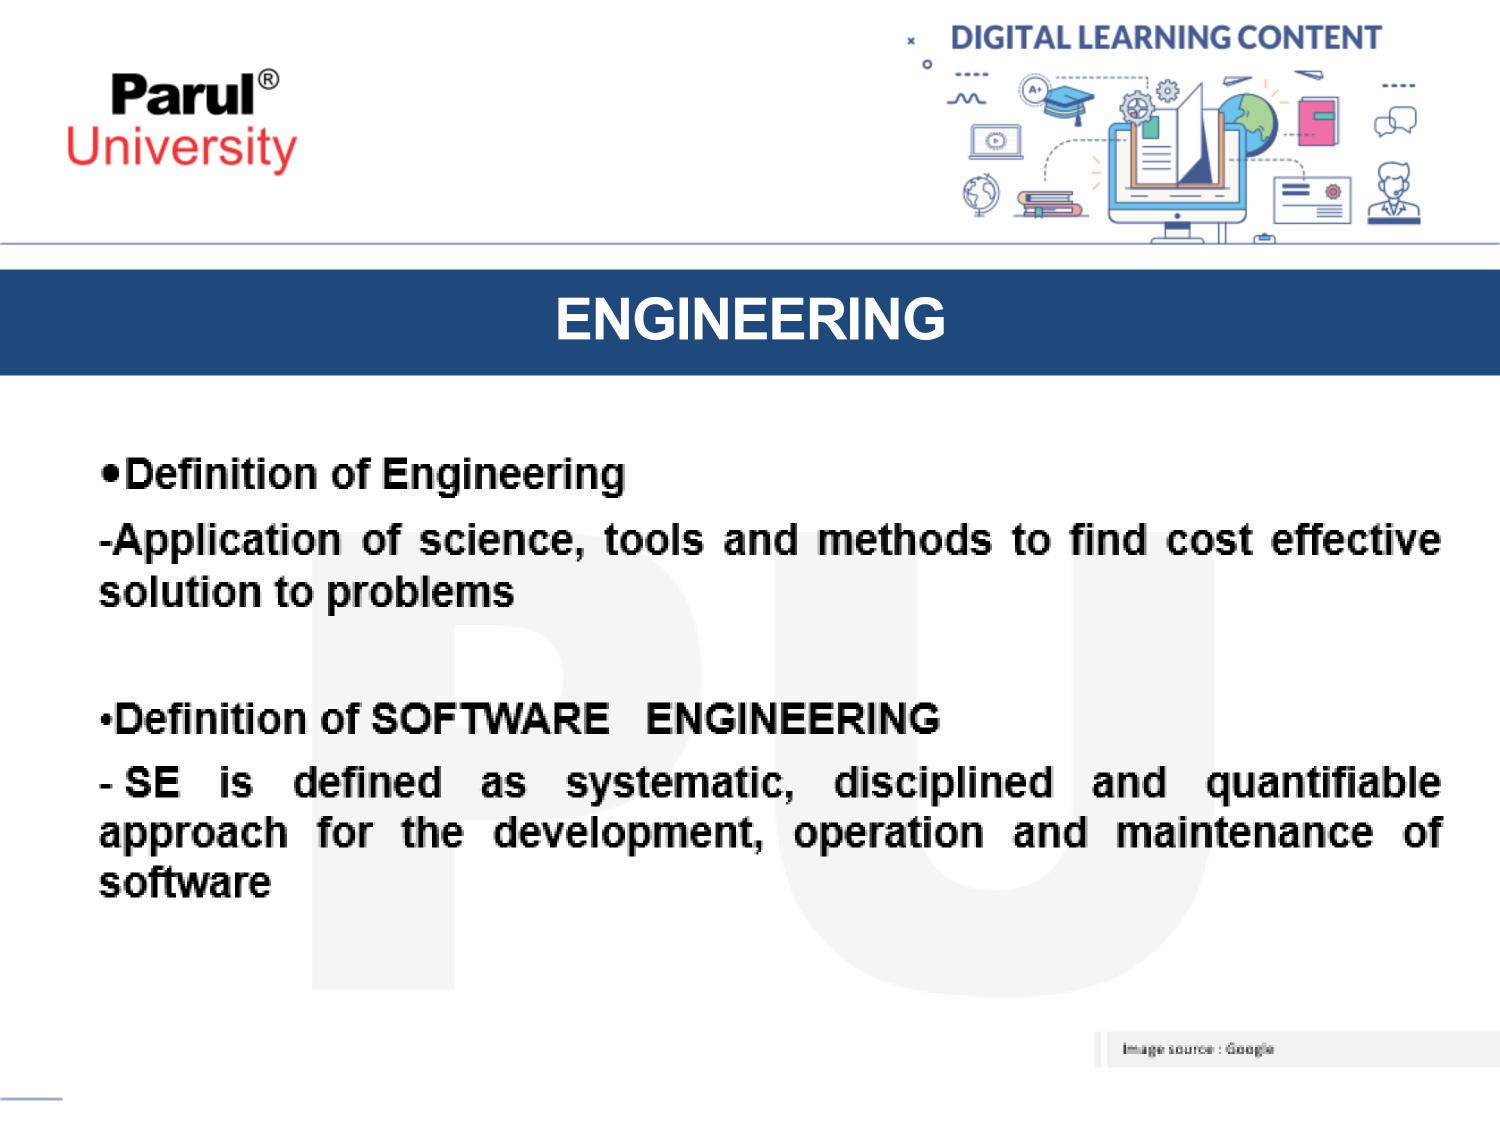 DIGITAL LEARNING CONTENT
Parul®
University
A+
ENGINEERING
•Definition of Engineering
-Application of science, tools and methods to find cost effective
solution to problems
•Definition of SOFTWARE ENGINEERING
- SE is defined as systematic, disciplined and quantifiable
approach for the development, operation and maintenance of
software
PU
Image source : Google